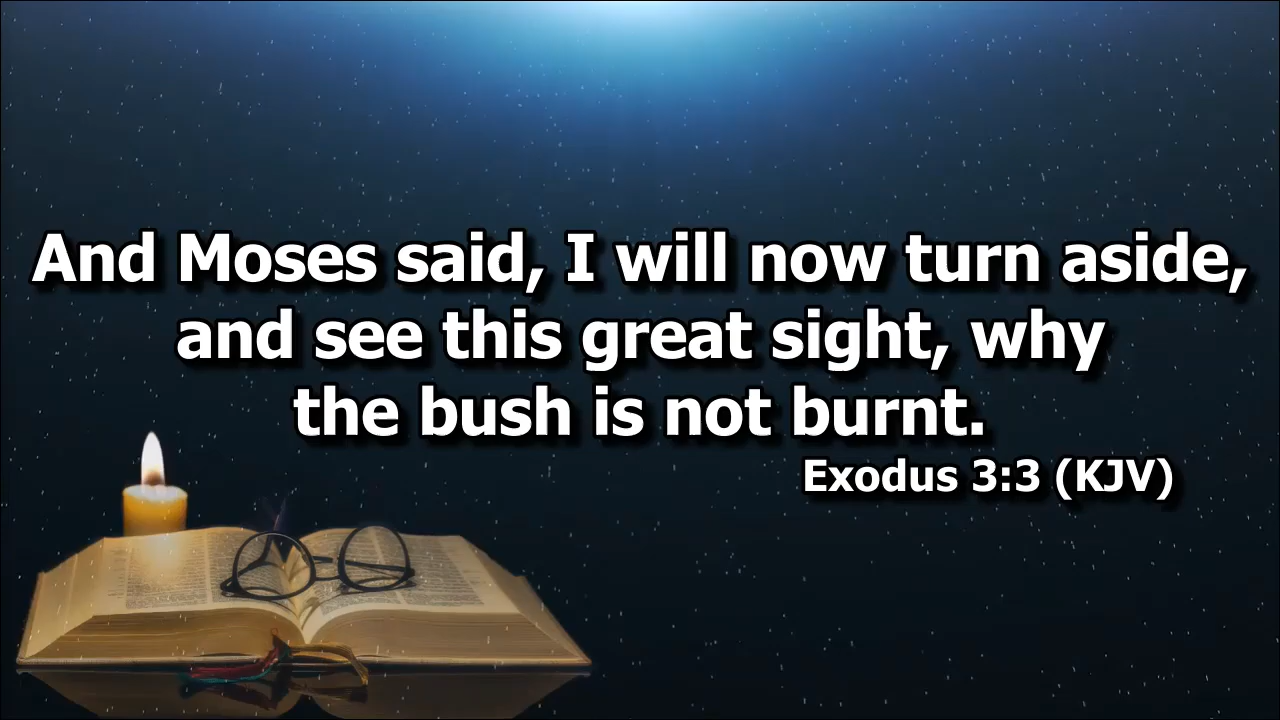 And Moses said, I will now turn aside,
and see this great sight, why
the bush is not burnt.
Exodus 3:3 (KJV)